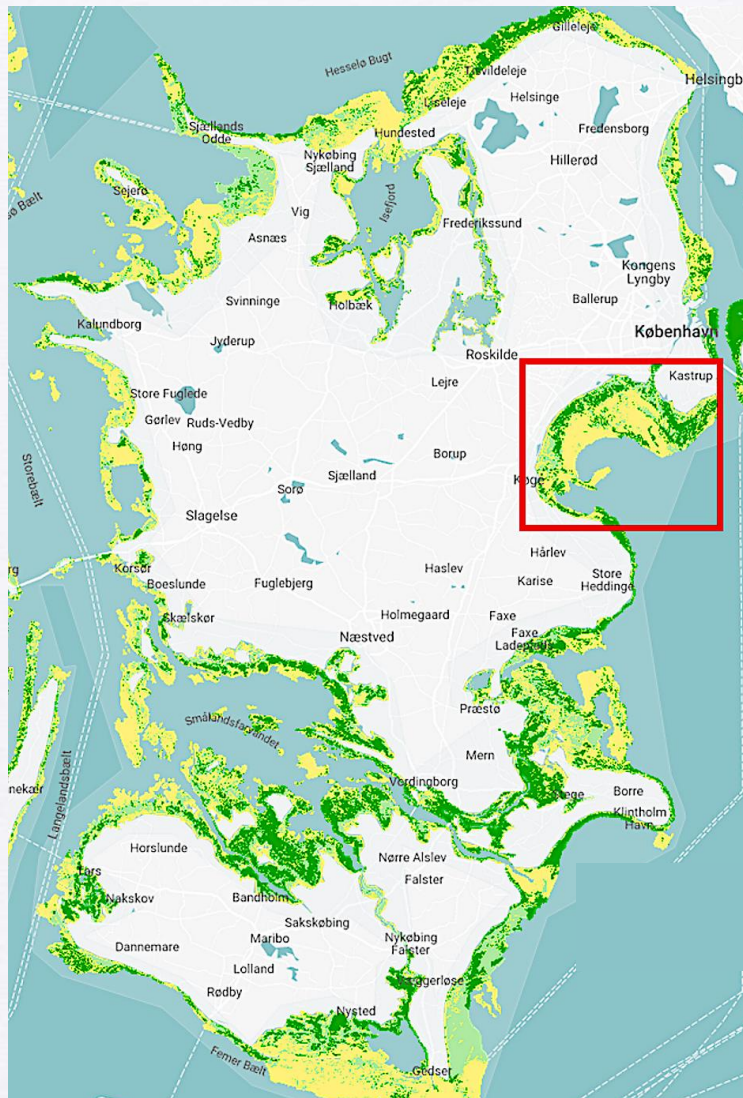 Gilleleje
Hesselø Bugt
Tisvildeleje
Helsingb
Liseleje
Helsinge
Sjællands
Odde
Hundested
Fredensborg
Nykøbing
Sjælland
Hillerød
Sejerø
Isefjord
ø Bælt
Vig
Frederikssund
Asnæs
Kongens
Lyngby
Svinninge
Holbæk
Ballerup
Kalundborg
København
Jyderup
Roskilde
Kastrup
Lejre
Store Fuglede
Gørlev
Ruds-Vedby
Høng
Borup
Storebælt
Sjælland
Køge
Sorø
Slagelse
Hårlev
rg
Korsør
Haslev
Boeslunde
Fuglebjerg
Karise
Store
Heddinge
Skælskør
Holmegaard
Faxe
Næstved
Faxe
Ladeplads
Præstø
Smålandsfarvandet
Mern
nekær
Langelandsbælt
Vordingborg
Stege
Borre
Klintholm
Havn
Horslunde
Nørre Alslev
Tårs
Falster
Nakskov
Bandholm
Sakskøbing
Dannemare
Maribo
Nykøbing
Falster
Lolland
Væggerløse
Rødby
Nysted
Femer Bælt
Gedser